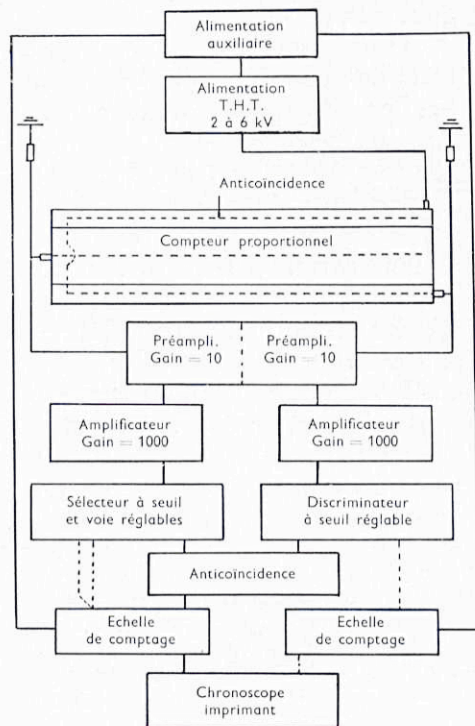 Alimentation
auxiliaire
Alimentation
T.H.T.
2 à 6 kV
Anticoïncidence
Compteur proportionnel
Préampli.
Gain = 10
Préampli.
Gain = 10
Amplificateur
Gain = 1000
Amplificateur
Gain = 1000
Sélecteur à seuil
et voie réglables
Discriminateur
à seuil réglable
Anticoïncidence
Echelle
de comptage
Echelle
de comptage
Chronoscope
imprimant